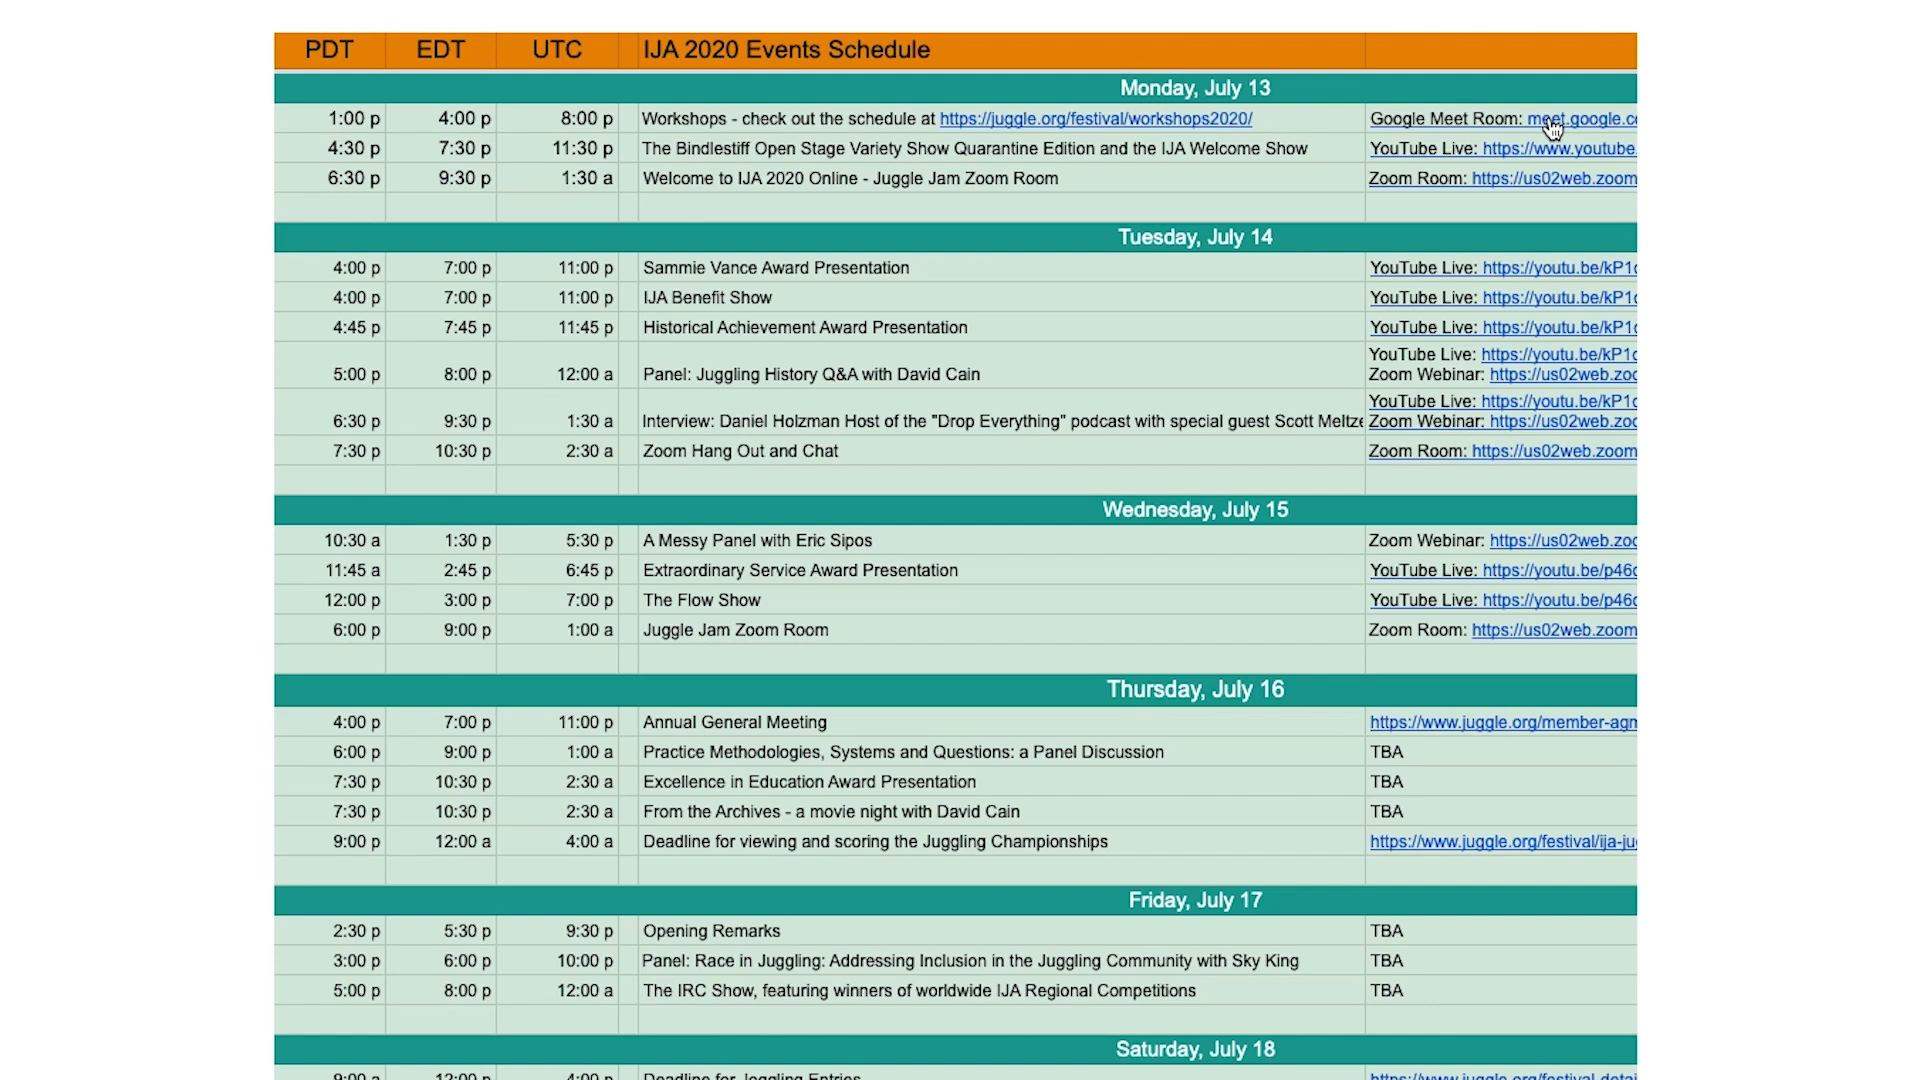 PDT EDT UTC IJA 2020 Events Schedule
Monday, July 13
1:00 p 4:00 p 8:00 p Workshops - check out the schedule at https://juggle.org/festival/workshops2020/ Google Meet Room: meet.google.co
4:30 p 7:30 p 11:30 p The Bindlestiff Open Stage Variety Show Quarantine Edition and the IJA Welcome Show YouTube Live: https://www.youtube.
6:30 p 9:30 p 1:30 a Welcome to IJA 2020 Online - Juggle Jam Zoom Room Zoom Room: https://us02web.zoom
Tuesday, July 14
4:00 p 7:00 p 11:00 p Sammie Vance Award Presentation YouTube Live: https://youtu.be/kP1
4:00 p 7:00 p 11:00 p IJA Benefit Show YouTube Live: https://youtu.be/kP1
4:45 p 7:45 p 11:45 p Historical Achievement Award Presentation YouTube Live: https://youtu.be/kP1
YouTube Live: https://youtu.be/kP1
5:00 p 8:00 p 12:00 a Panel: Juggling History Q&A with David Cain Zoom Webinar: https://us02web.zoo
YouTube Live: https://youtu.be/kP1
6:30 p 9:30 p 1:30 a Interview: Daniel Holzman Host of the "Drop Everything" podcast with special guest Scott Meltze Zoom Webinar: https://us02web.zoo
7:30 p 10:30 p 2:30 a Zoom Hang Out and Chat Zoom Room: https://us02web.zoom
Wednesday, July 15
10:30 a 1:30 p 5:30 p A Messy Panel with Eric Sipos Zoom Webinar: https://us02web.zoo
11:45 a 2:45 p 6:45 p Extraordinary Service Award Presentation YouTube Live: https://youtu.be/p46
12:00 p 3:00 p 7:00 p The Flow Show YouTube Live: https://youtu.be/p46
6:00 p 9:00 p 1:00 a Juggle Jam Zoom Room Zoom Room: https://us02web.zoom
Thursday, July 16
4:00 p 7:00 p 11:00 p Annual General Meeting https://www.juggle.org/member-agm
6:00 p 9:00 p 1:00 a Practice Methodologies, Systems and Questions: a Panel Discussion TBA
7:30 p 10:30 p 2:30 a Excellence in Education Award Presentation TBA
7:30 p 10:30 p 2:30 a From the Archives - a movie night with David Cain TBA
9:00 p 12:00 a 4:00 a Deadline for viewing and scoring the Juggling Championships https://www.juggle.org/festival/ija-ju
Friday, July 17
2:30 p 5:30 p 9:30 p Opening Remarks TBA
3:00 p 6:00 p 10:00 p Panel: Race in Juggling: Addressing Inclusion in the Juggling Community with Sky King TBA
5:00 p 8:00 p 12:00 a The IRC Show, featuring winners of worldwide IJA Regional Competitions TBA
Saturday, July 18
9:00 a 12:00 p 4:00 p Deadline for Joggling Entries https://www.juggle.org/festival-detai